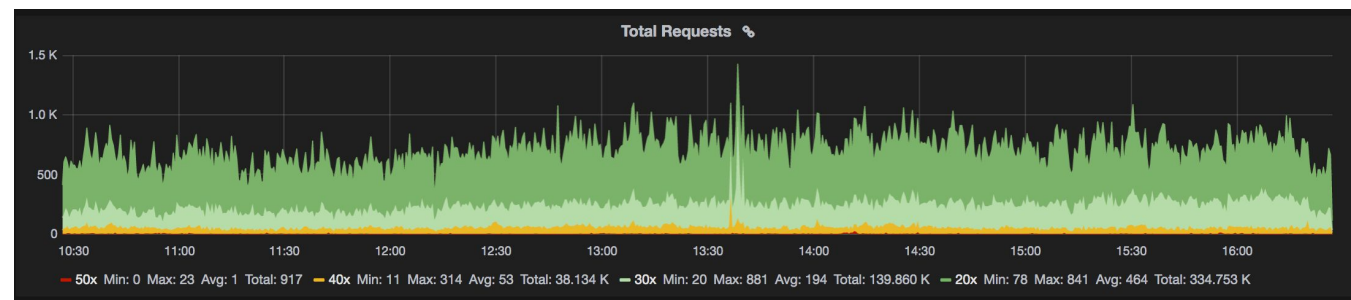 Total Requests
1.5 K
1.0 K
500
0
10:30 11:00 11:30 12:00 12:30 13:00 13:30 14:00 14:30 15:00 15:30 16:00
50x Min: 0 Max: 23 Avg: 1 Total: 917 40x Min: 11 Max: 314 Avg: 53 Total: 38.134 K 30x Min: 20 Max: 881 Avg: 194 Total: 139.860 K 20x Min: 78 Max: 841 Avg: 464 Total: 334.753 K